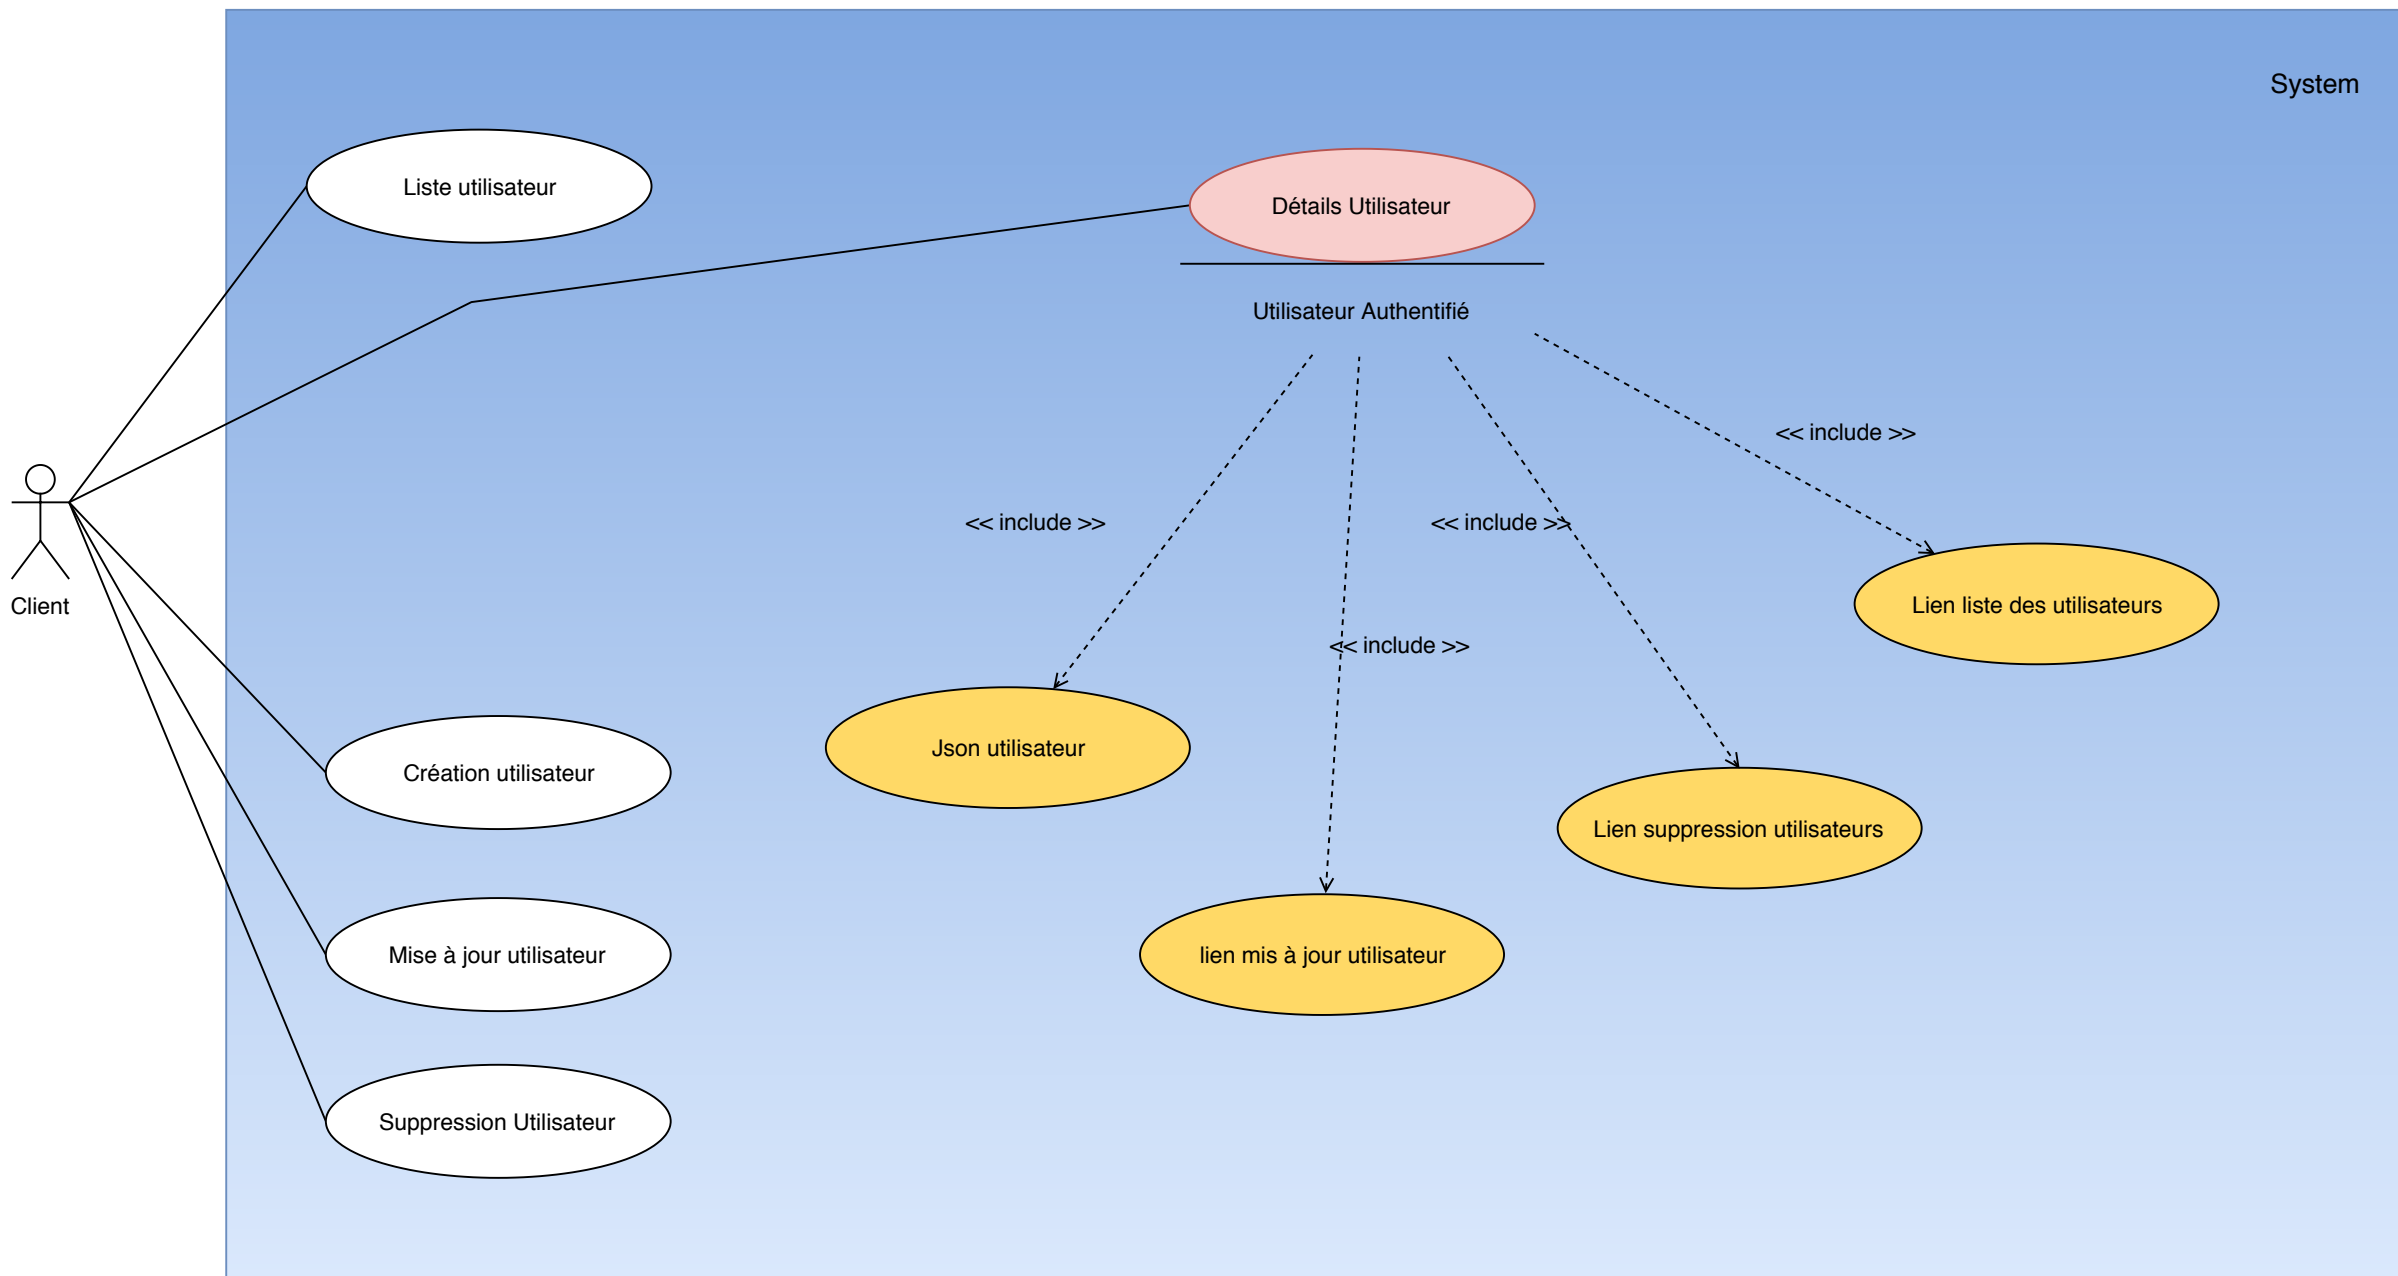 System
Liste utilisateur
Détails Utilisateur
Utilisateur Authentifié
<< include >>
<< include >>
<< include >>
<< include >>
Client
Lien liste des utilisateurs
Json utilisateur
Création utilisateur
Lien suppression utilisateurs
Mise à jour utilisateur
lien mis à jour utilisateur
Suppression Utilisateur